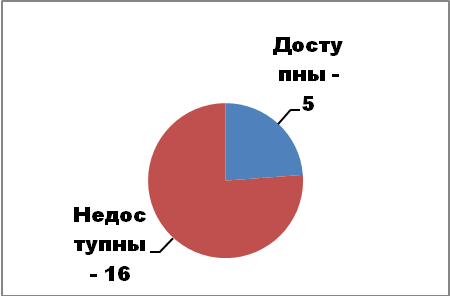 Досту
пны -
5
Недос
тупны
- 16